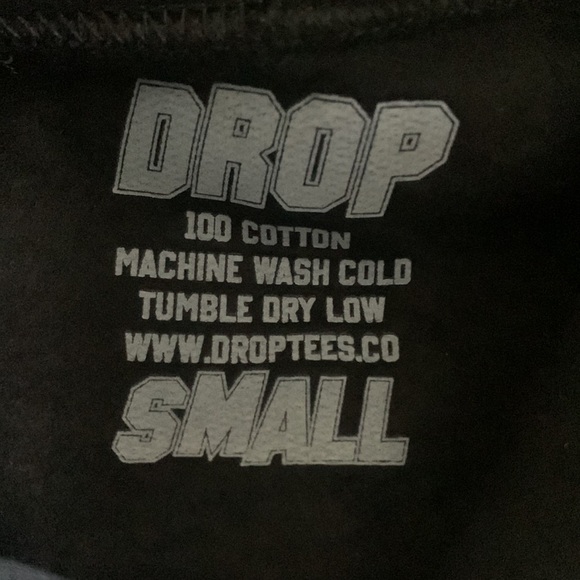 DROP
100 COTTON
MACHINE WASH COLD
TUMBLE DRY LOW
WWW.DROPTEES.CO
SMALL